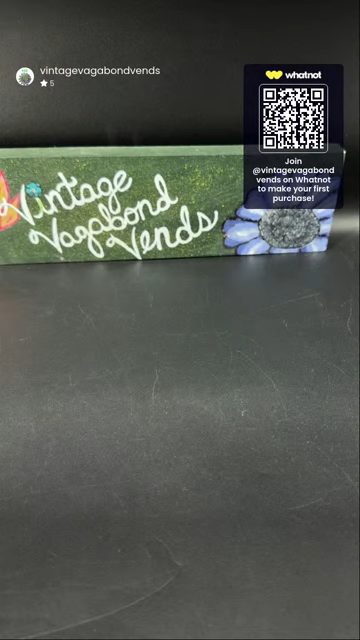 vintagevagabondvends
★ 5
whatnot
Join
@vintagevagabond
vends on Whatnot
to make your first
purchase!
Vintage
Vagabond
Vends